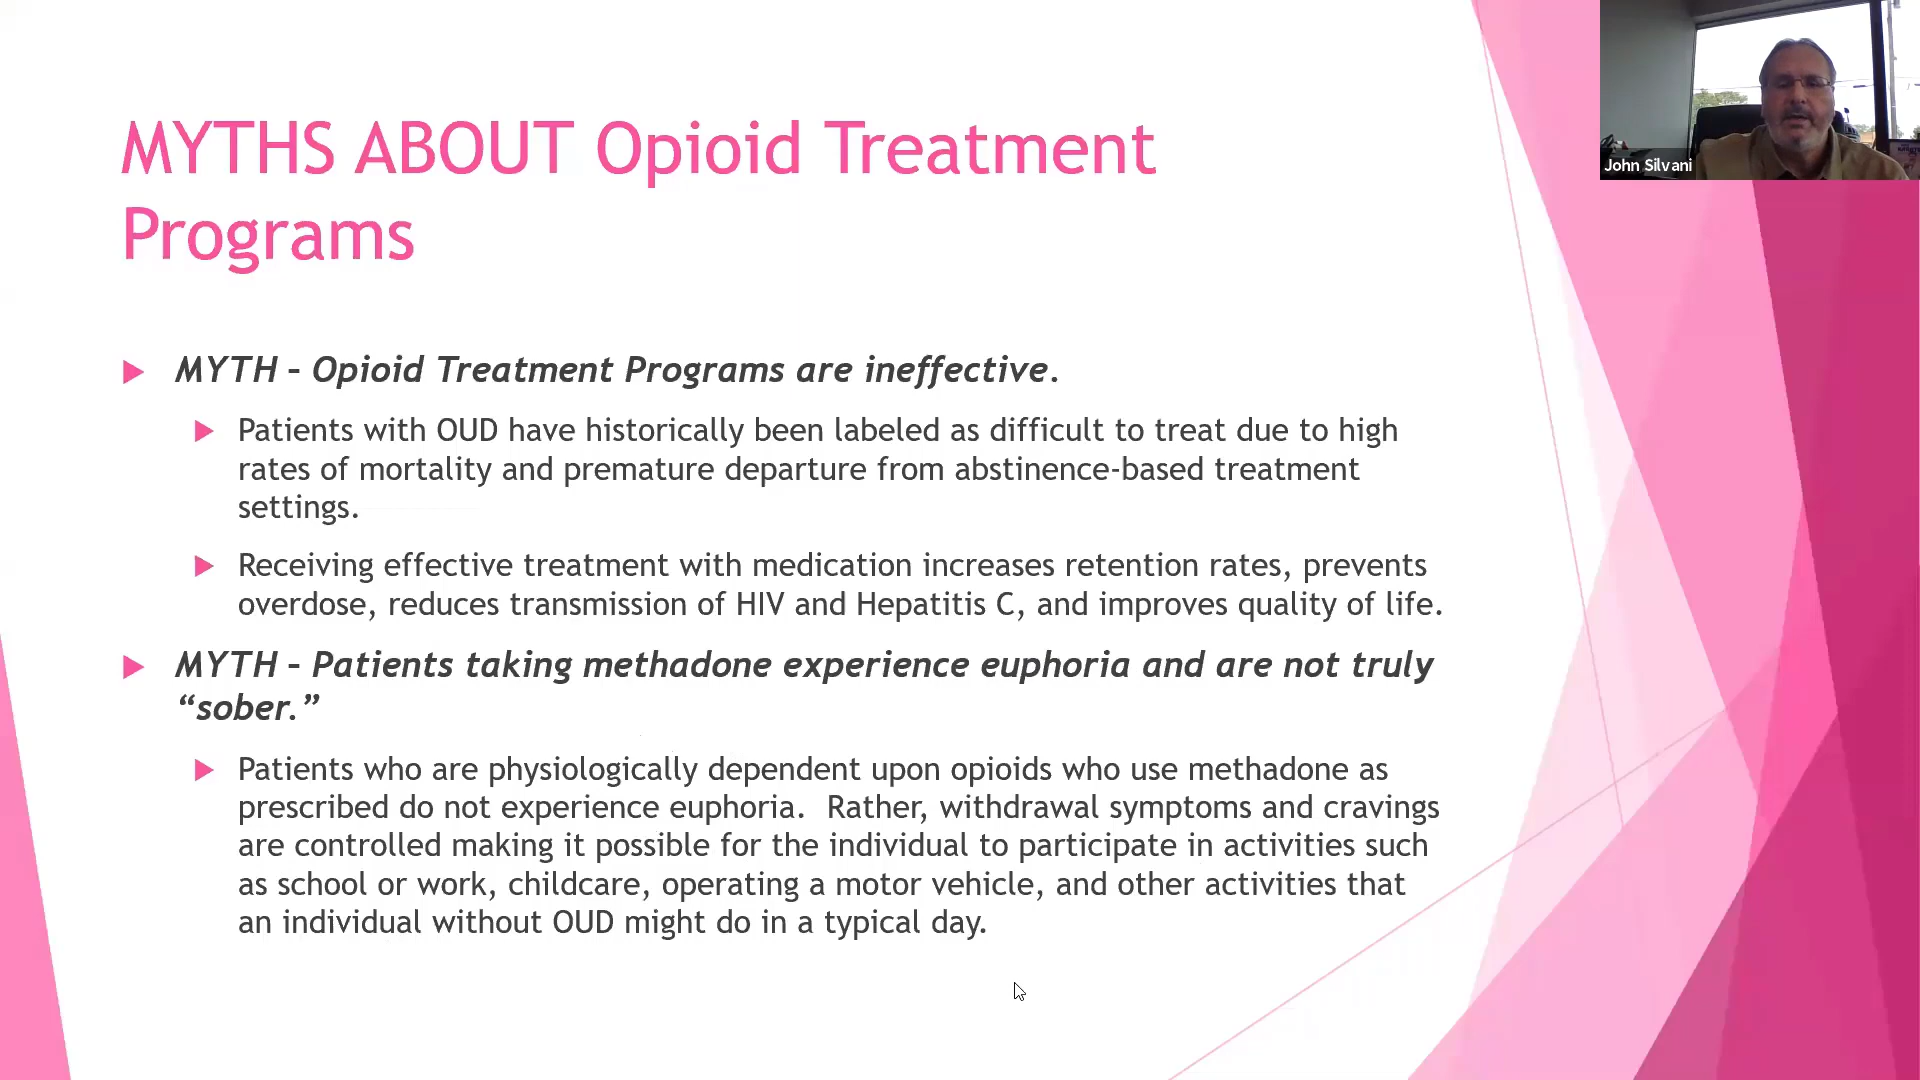 MYTHS ABOUT Opioid Treatment
Programs
John Silvani
MYTH – Opioid Treatment Programs are ineffective.
Patients with OUD have historically been labeled as difficult to treat due to high
rates of mortality and premature departure from abstinence-based treatment
settings.
Receiving effective treatment with medication increases retention rates, prevents
overdose, reduces transmission of HIV and Hepatitis C, and improves quality of life.
MYTH – Patients taking methadone experience euphoria and are not truly
“sober.”
Patients who are physiologically dependent upon opioids who use methadone as
prescribed do not experience euphoria.  Rather, withdrawal symptoms and cravings
are controlled making it possible for the individual to participate in activities such
as school or work, childcare, operating a motor vehicle, and other activities that
an individual without OUD might do in a typical day.